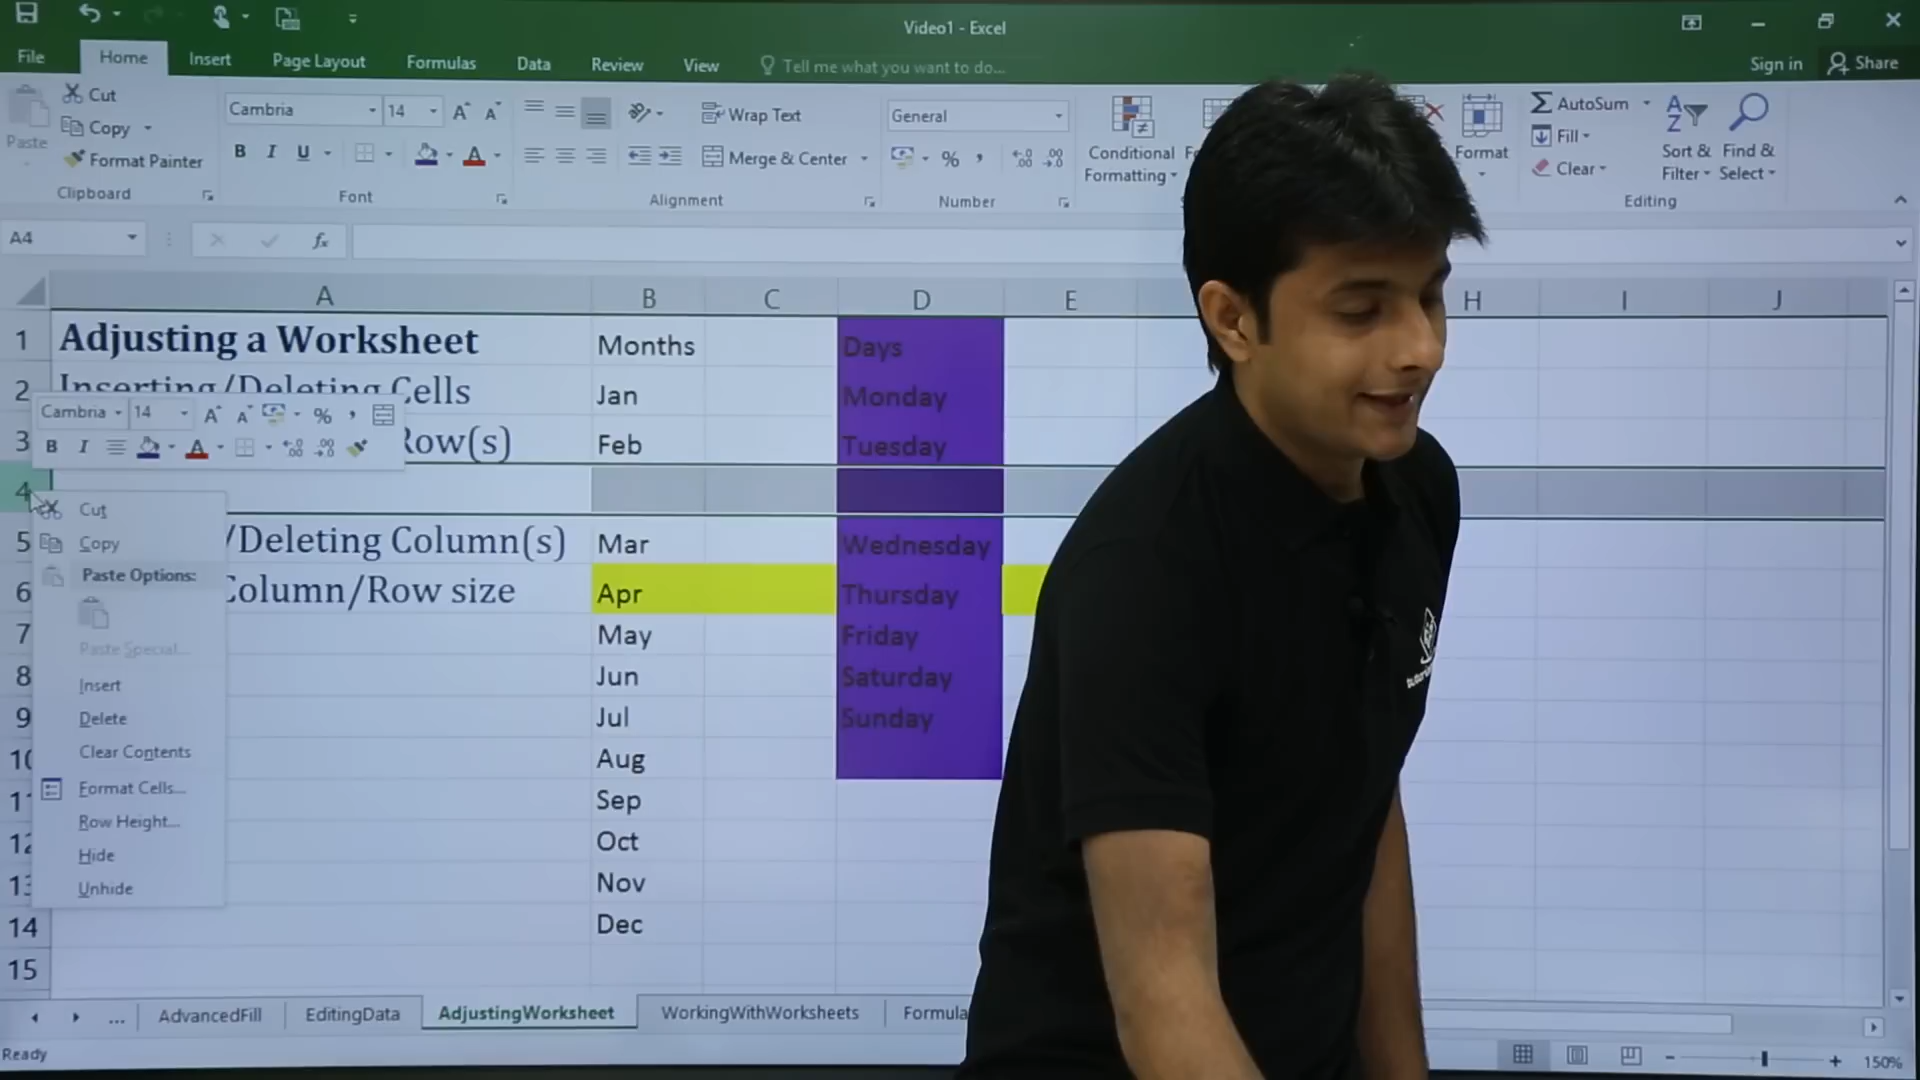 Video1 - Excel
File Home Insert Page Layout Formulas Data Review View Tell me what you want to do... Sign in Share
Cut
Copy
Format Painter
Paste
Clipboard
Cambria 14
B I U
Font
Wrap Text
Merge & Center
Alignment
General
%
Number
Conditional
Formatting
Format
AutoSum
Fill
Clear
Sort &
Filter
Find &
Select
Editing
A4
fx
A B C D E H I J
1 Adjusting a Worksheet Months Days
2 Inserting/Deleting Cells Jan Monday
Cambria 14 %
B I
3 Row(s) Feb Tuesday
4
5 /Deleting Column(s) Mar Wednesday
6 Column/Row size Apr Thursday
7 May Friday
8 Jun Saturday
9 Jul Sunday
10 Aug
Sep
Oct
Nov
14 Dec
15
Cut
Copy
Paste Options:
Paste Special...
Insert
Delete
Clear Contents
Format Cells...
Row Height...
Hide
Unhide
... AdvancedFill EditingData AdjustingWorksheet WorkingWithWorksheets Formula
Ready
150%